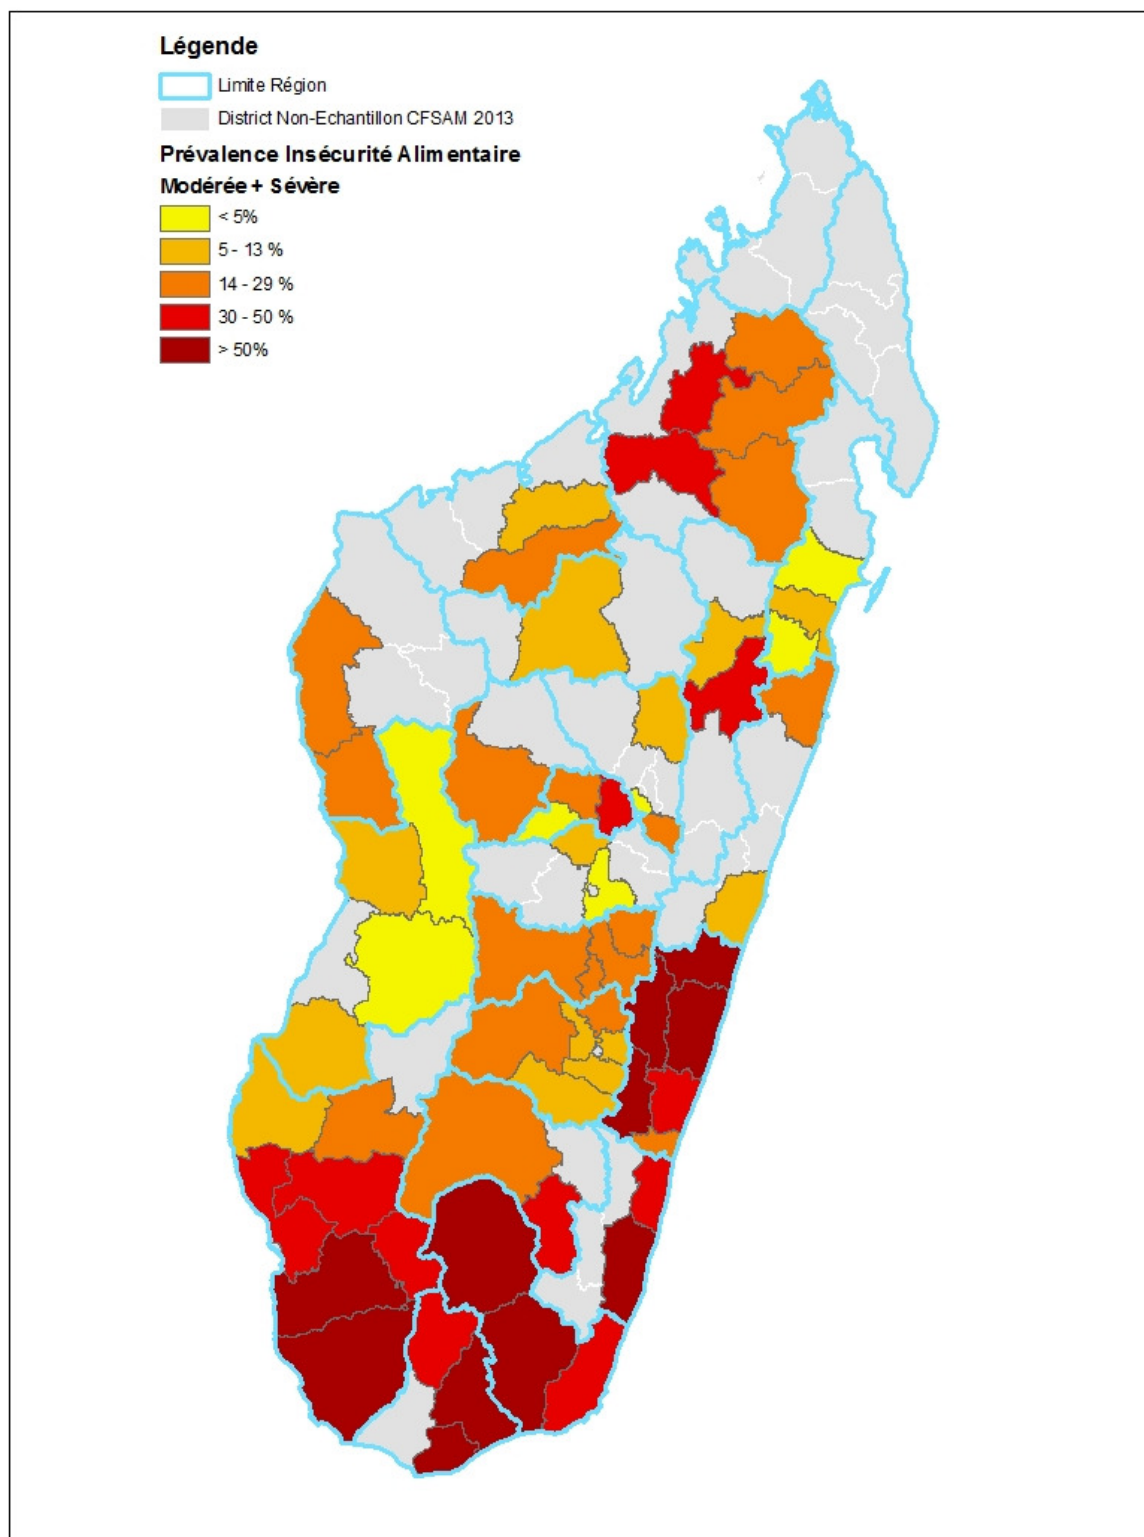 Légende
Limite Région
District Non-Echantillon CFSAM 2013
Prévalence Insécurité Alimentaire
Modérée + Sévère
< 5%
5 - 13 %
14 - 29 %
30 - 50 %
> 50%